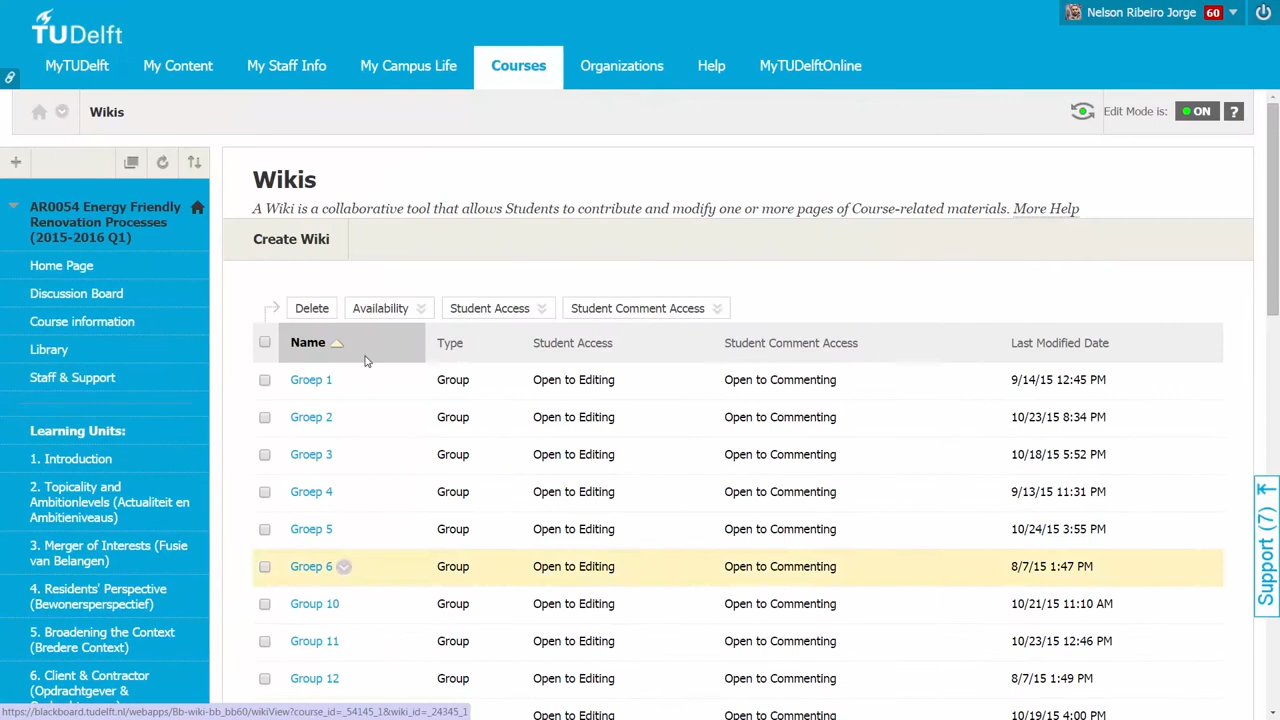 Nelson Ribeiro Jorge 60
TUDelft
MyTUDelft My Content My Staff Info My Campus Life Courses Organizations Help MyTUDelftOnline
Wikis Edit Mode is: ON ?
AR0054 Energy Friendly
Renovation Processes
(2015-2016 Q1)
Home Page
Discussion Board
Course information
Library
Staff & Support
Learning Units:
1. Introduction
2. Topicality and
Ambitionlevels (Actualiteit en
Ambitieniveaus)
3. Merger of Interests (Fusie
van Belangen)
4. Residents' Perspective
(Bewonersperspectief)
5. Broadening the Context
(Bredere Context)
6. Client & Contractor
(Opdrachtgever &
Wikis
A Wiki is a collaborative tool that allows Students to contribute and modify one or more pages of Course-related materials. More Help
Create Wiki
Delete Availability Student Access Student Comment Access
Name Type Student Access Student Comment Access Last Modified Date
Groep 1 Group Open to Editing Open to Commenting 9/14/15 12:45 PM
Groep 2 Group Open to Editing Open to Commenting 10/23/15 8:34 PM
Groep 3 Group Open to Editing Open to Commenting 10/18/15 5:52 PM
Groep 4 Group Open to Editing Open to Commenting 9/13/15 11:31 PM
Groep 5 Group Open to Editing Open to Commenting 10/24/15 3:55 PM
Groep 6 Group Open to Editing Open to Commenting 8/7/15 1:47 PM
Group 10 Group Open to Editing Open to Commenting 10/21/15 11:10 AM
Group 11 Group Open to Editing Open to Commenting 10/23/15 12:46 PM
Group 12 Group Open to Editing Open to Commenting 8/7/15 1:49 PM
Open to Editing Open to Commenting 10/19/15 4:00 PM
Support (7)
https://blackboard.tudelft.nl/webapps/Bb-wiki-bb_bb60/wikiView?course_id=_54145_1&wiki_id=_24345_1